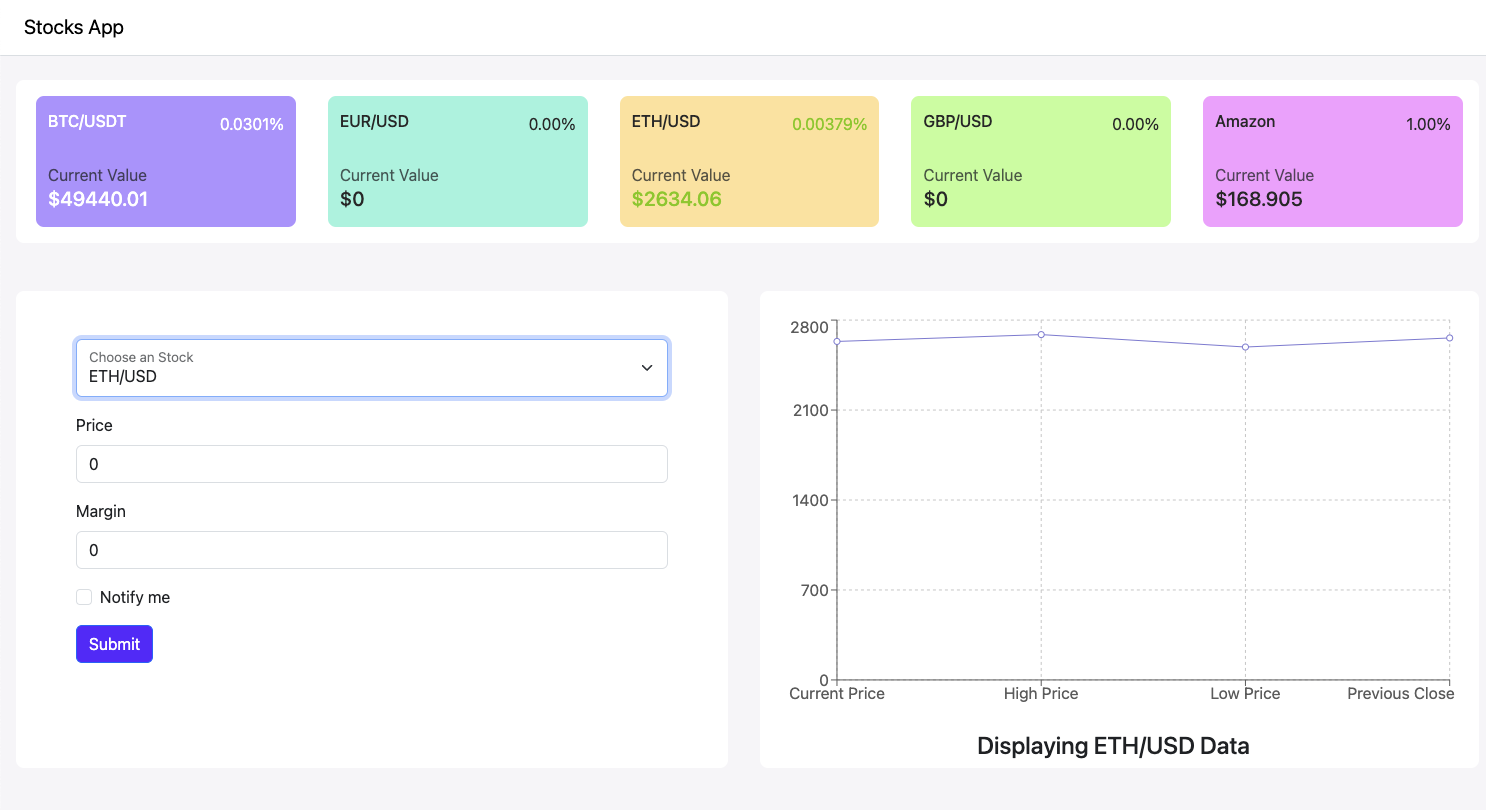 Stocks App
BTC/USDT 0.0301%
Current Value
$49440.01
EUR/USD 0.00%
Current Value
$0
ETH/USD 0.00379%
Current Value
$2634.06
GBP/USD 0.00%
Current Value
$0
Amazon 1.00%
Current Value
$168.905
Choose an Stock
ETH/USD
Price
0
Margin
0
Notify me
Submit
2800
2100
1400
700
0
Current Price High Price Low Price Previous Close
Displaying ETH/USD Data